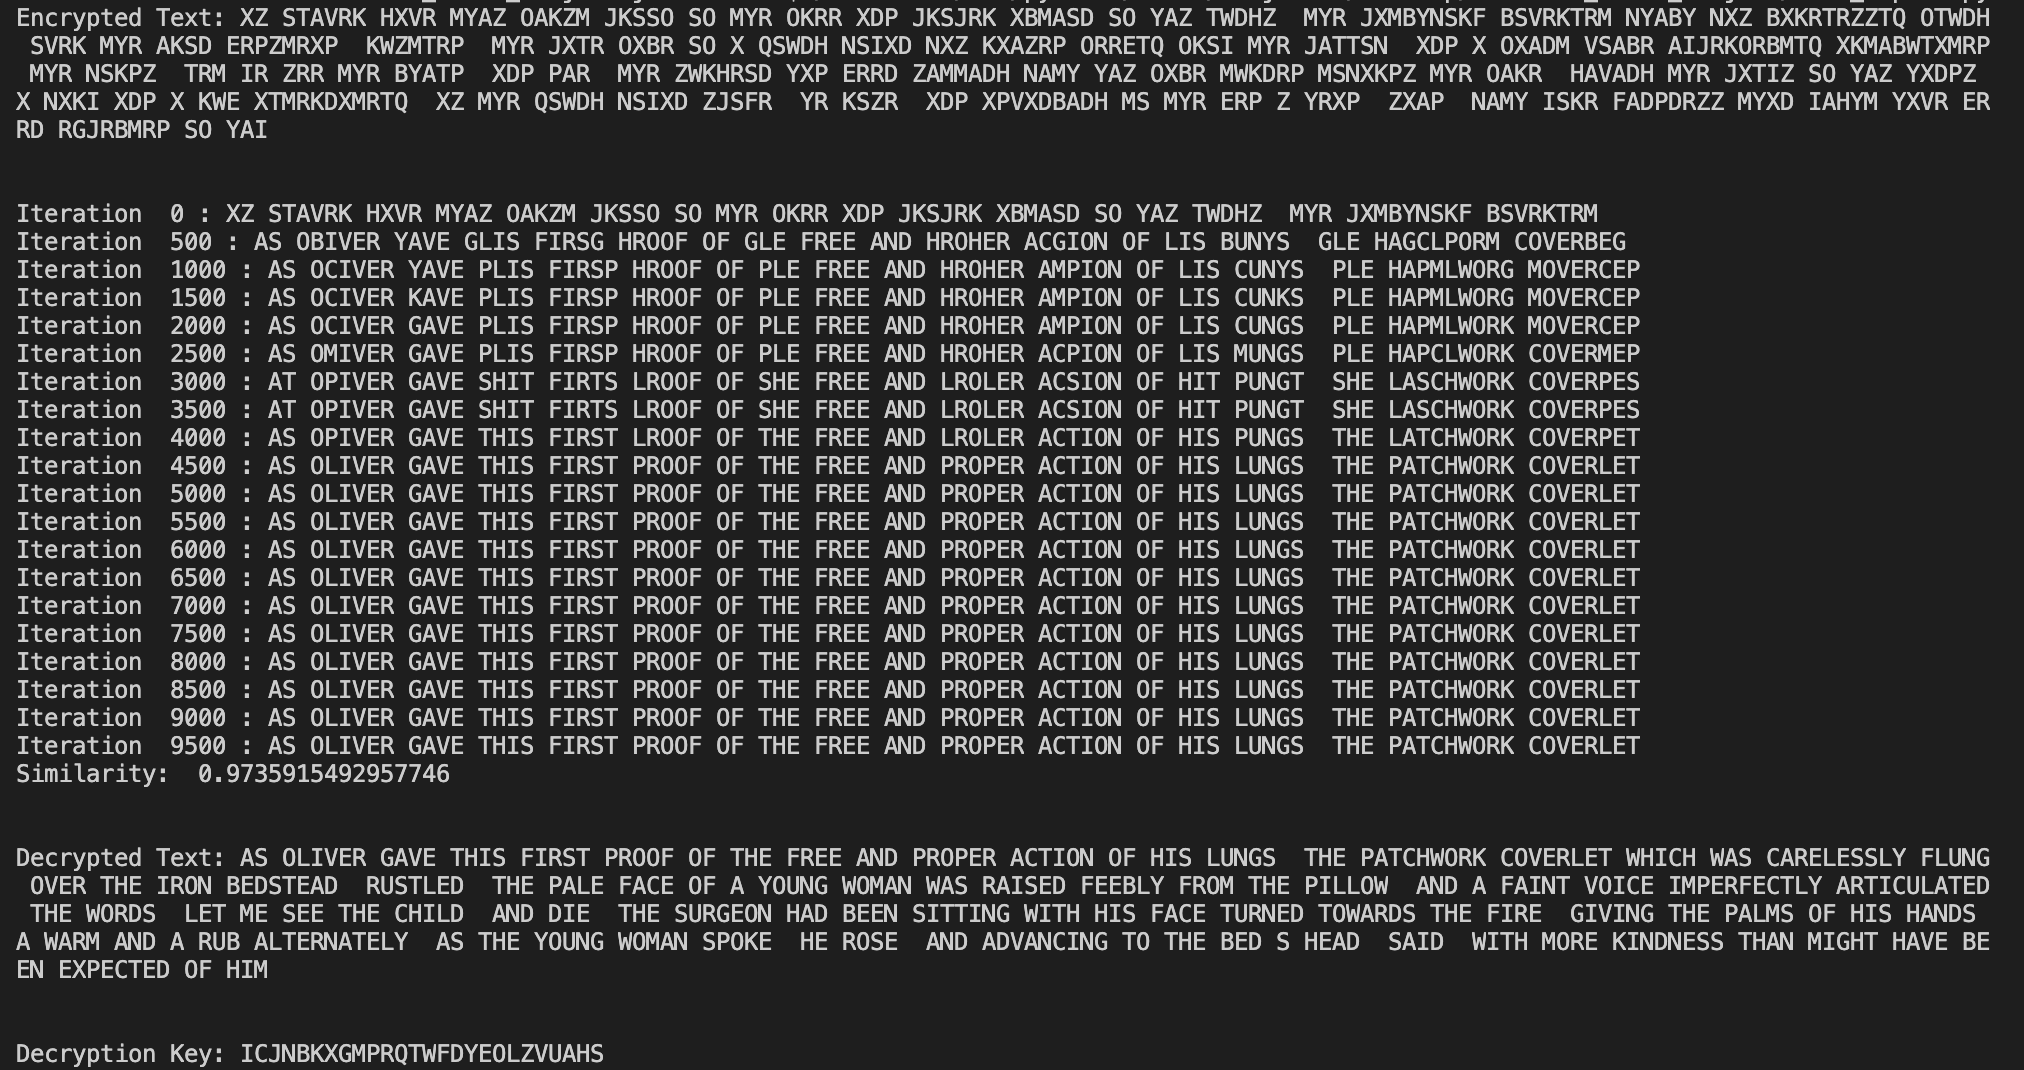 Encrypted Text: XZ STAVRK HXVR MYAZ OAKZM JKSSO SO MYR OKRR XDP JKSJRK XBMASD SO YAZ TWDHZ  MYR JXMBYNSKF BSVRKTRM NYABY NXZ BXKRTRZZTQ OTWDH
 SVRK MYR AKSD ERPZMRXP  KWZMTRP  MYR JXTR OXBR SO X QSWDH NSIXD NXZ KXAZRP ORRETQ OKSI MYR JATTSN  XDP X OXADM VSABR AIJRKORBMTQ XKMABWTXMRP
 MYR NSKPZ  TRM IR ZRR MYR BYATP  XDP PAR  MYR ZWKHRSD YXP ERRD ZAMMADH NAMY YAZ OXBR MWKDRP MSNXKPZ MYR OAKR  HAVADH MYR JXTIZ SO YAZ YXDPZ
X NXKI XDP X KWE XTMRKDXMRTQ  XZ MYR QSWDH NSIXD ZJSFR  YR KSZR  XDP XPVXDBADH MS MYR ERP Z YRXP  ZXAP  NAMY ISKR FADPDRZZ MYXD IAHYM YXVR ER
RD RGJRBMRP SO YAI
Iteration  0 : XZ STAVRK HXVR MYAZ OAKZM JKSSO SO MYR OKRR XDP JKSJRK XBMASD SO YAZ TWDHZ  MYR JXMBYNSKF BSVRKTRM
Iteration  500 : AS OBIVER YAVE GLIS FIRSG HROOF OF GLE FREE AND HROHER ACGION OF LIS BUNYS  GLE HAGCLPORM COVERBEG
Iteration  1000 : AS OCIVER YAVE PLIS FIRSP HROOF OF PLE FREE AND HROHER AMPION OF LIS CUNYS  PLE HAPMLWORG MOVERCEP
Iteration  1500 : AS OCIVER KAVE PLIS FIRSP HROOF OF PLE FREE AND HROHER AMPION OF LIS CUNKS  PLE HAPMLWORG MOVERCEP
Iteration  2000 : AS OCIVER GAVE PLIS FIRSP HROOF OF PLE FREE AND HROHER AMPION OF LIS CUNGS  PLE HAPMLWORK MOVERCEP
Iteration  2500 : AS OMIVER GAVE PLIS FIRSP HROOF OF PLE FREE AND HROHER ACPION OF LIS MUNGS  PLE HAPCLWORK COVERMEP
Iteration  3000 : AT OPIVER GAVE SHIT FIRTS LROOF OF SHE FREE AND LROLER ACSION OF HIT PUNGT  SHE LASCHWORK COVERPES
Iteration  3500 : AT OPIVER GAVE SHIT FIRTS LROOF OF SHE FREE AND LROLER ACSION OF HIT PUNGT  SHE LASCHWORK COVERPES
Iteration  4000 : AS OPIVER GAVE THIS FIRST LROOF OF THE FREE AND LROLER ACTION OF HIS PUNGS  THE LATCHWORK COVERPET
Iteration  4500 : AS OLIVER GAVE THIS FIRST PROOF OF THE FREE AND PROPER ACTION OF HIS LUNGS  THE PATCHWORK COVERLET
Iteration  5000 : AS OLIVER GAVE THIS FIRST PROOF OF THE FREE AND PROPER ACTION OF HIS LUNGS  THE PATCHWORK COVERLET
Iteration  5500 : AS OLIVER GAVE THIS FIRST PROOF OF THE FREE AND PROPER ACTION OF HIS LUNGS  THE PATCHWORK COVERLET
Iteration  6000 : AS OLIVER GAVE THIS FIRST PROOF OF THE FREE AND PROPER ACTION OF HIS LUNGS  THE PATCHWORK COVERLET
Iteration  6500 : AS OLIVER GAVE THIS FIRST PROOF OF THE FREE AND PROPER ACTION OF HIS LUNGS  THE PATCHWORK COVERLET
Iteration  7000 : AS OLIVER GAVE THIS FIRST PROOF OF THE FREE AND PROPER ACTION OF HIS LUNGS  THE PATCHWORK COVERLET
Iteration  7500 : AS OLIVER GAVE THIS FIRST PROOF OF THE FREE AND PROPER ACTION OF HIS LUNGS  THE PATCHWORK COVERLET
Iteration  8000 : AS OLIVER GAVE THIS FIRST PROOF OF THE FREE AND PROPER ACTION OF HIS LUNGS  THE PATCHWORK COVERLET
Iteration  8500 : AS OLIVER GAVE THIS FIRST PROOF OF THE FREE AND PROPER ACTION OF HIS LUNGS  THE PATCHWORK COVERLET
Iteration  9000 : AS OLIVER GAVE THIS FIRST PROOF OF THE FREE AND PROPER ACTION OF HIS LUNGS  THE PATCHWORK COVERLET
Iteration  9500 : AS OLIVER GAVE THIS FIRST PROOF OF THE FREE AND PROPER ACTION OF HIS LUNGS  THE PATCHWORK COVERLET
Similarity:  0.9735915492957746
Decrypted Text: AS OLIVER GAVE THIS FIRST PROOF OF THE FREE AND PROPER ACTION OF HIS LUNGS  THE PATCHWORK COVERLET WHICH WAS CARELESSLY FLUNG
 OVER THE IRON BEDSTEAD  RUSTLED  THE PALE FACE OF A YOUNG WOMAN WAS RAISED FEEBLY FROM THE PILLOW  AND A FAINT VOICE IMPERFECTLY ARTICULATED
 THE WORDS  LET ME SEE THE CHILD  AND DIE  THE SURGEON HAD BEEN SITTING WITH HIS FACE TURNED TOWARDS THE FIRE  GIVING THE PALMS OF HIS HANDS
A WARM AND A RUB ALTERNATELY  AS THE YOUNG WOMAN SPOKE  HE ROSE  AND ADVANCING TO THE BED S HEAD  SAID  WITH MORE KINDNESS THAN MIGHT HAVE BE
EN EXPECTED OF HIM
Decryption Key: ICJNBKXGMPRQTWFDYEOLZVUAHS